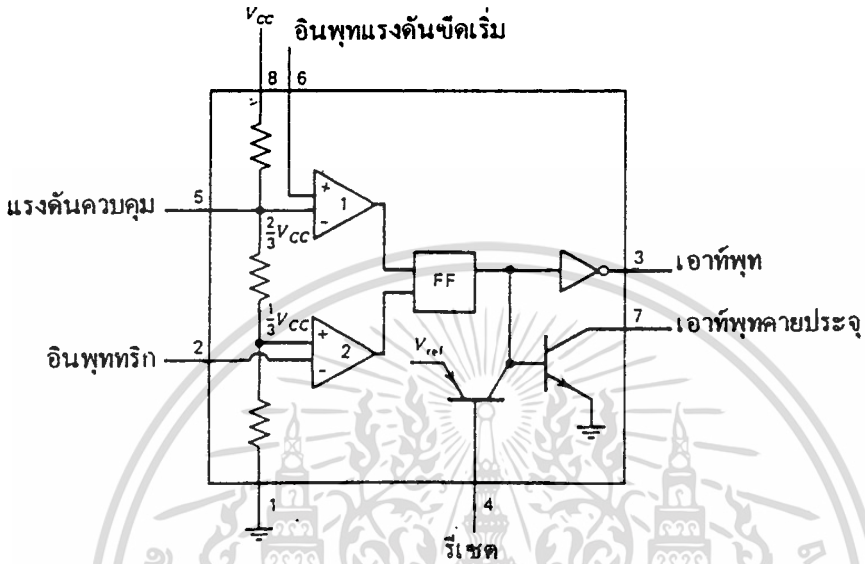 V_CC
อินพุทแรงดันขีดเริ่ม
8 6
5
แรงดันควบคุม
+
1
-
2/3 V_CC
FF
3
เอาท์พุท
7
เอาท์พุทคายประจุ
1/3 V_CC
+
2
-
2
อินพุททริก
V_ref
1
4
รีเซต